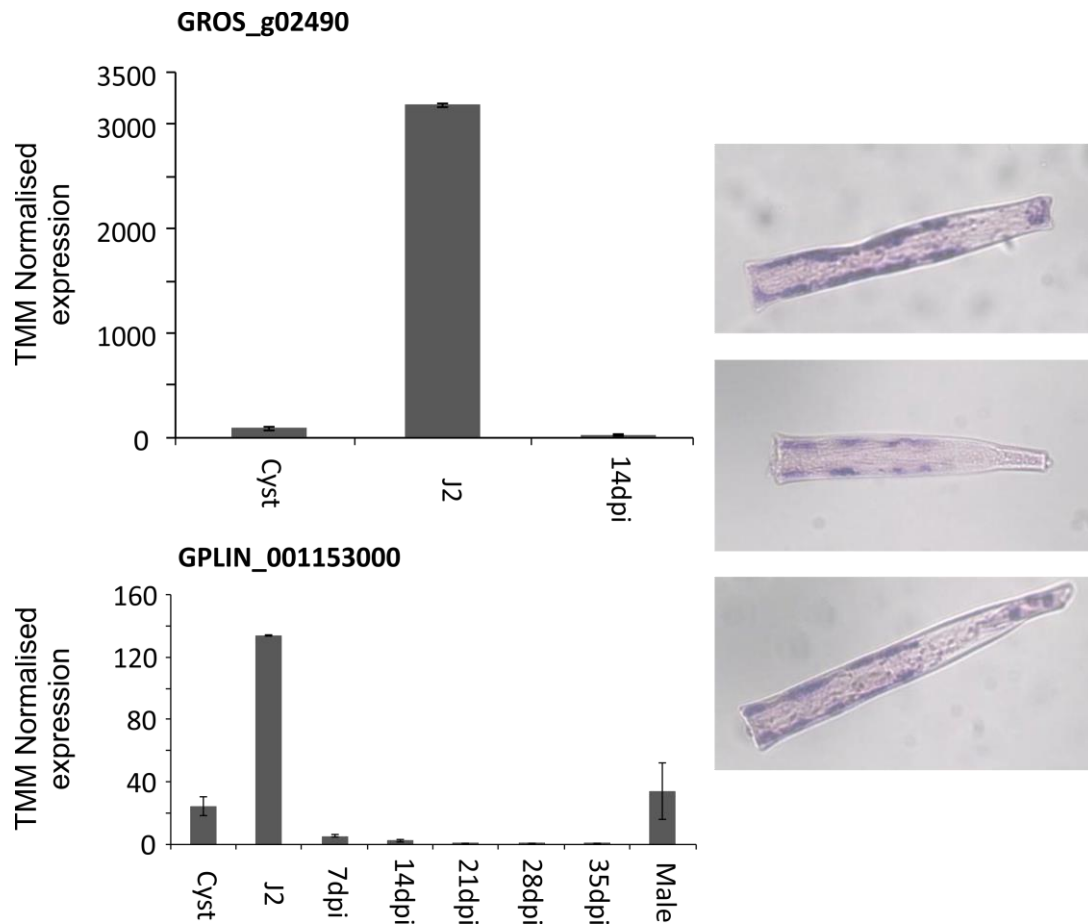 GROS_g02490
TMM Normalised
expression
3500
3000
2000
1000
0
Cyst
J2
14dpi
GPLIN_001153000
TMM Normalised
expression
160
120
80
40
0
Cyst
J2
7dpi
14dpi
21dpi
28dpi
35dpi
Male